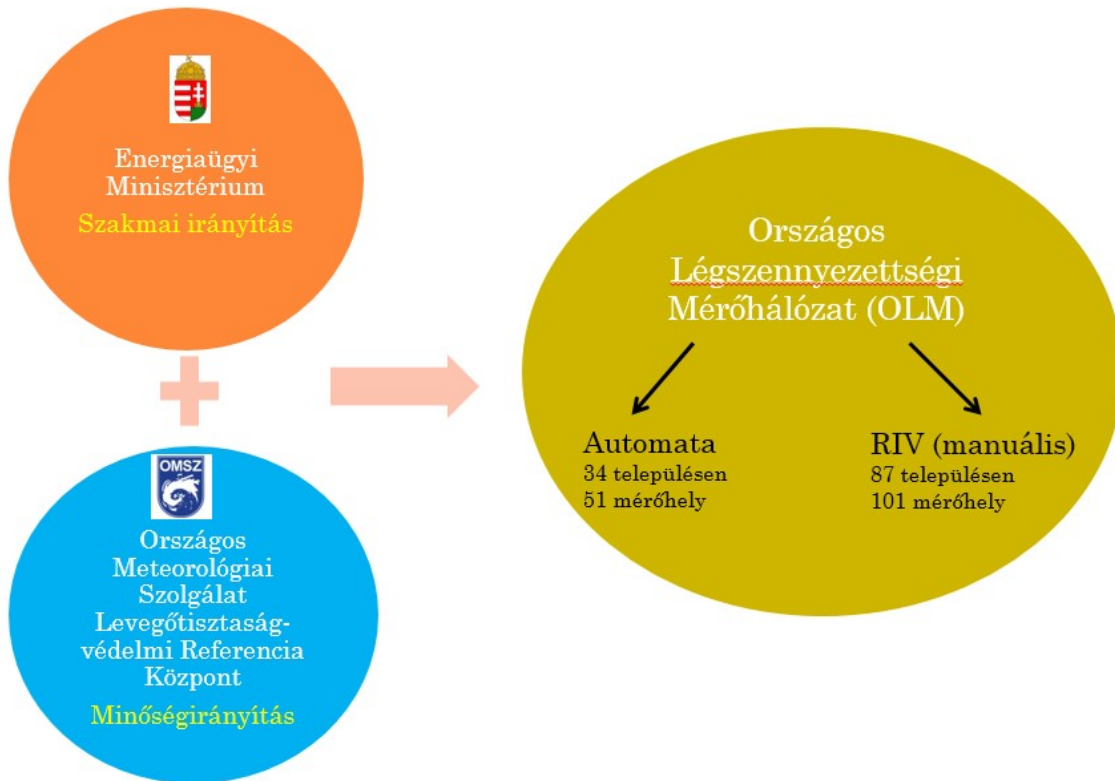 Energiaügyi
Minisztérium
Szakmai irányítás
OMSZ
Országos
Meteorológiai
Szolgálat
Levegőtisztaság-
védelmi Referencia
Központ
Minőségirányítás
Országos
Légszennyezettségi
Mérőhálózat (OLM)
Automata
34 településen
51 mérőhely
RIV (manuális)
87 településen
101 mérőhely